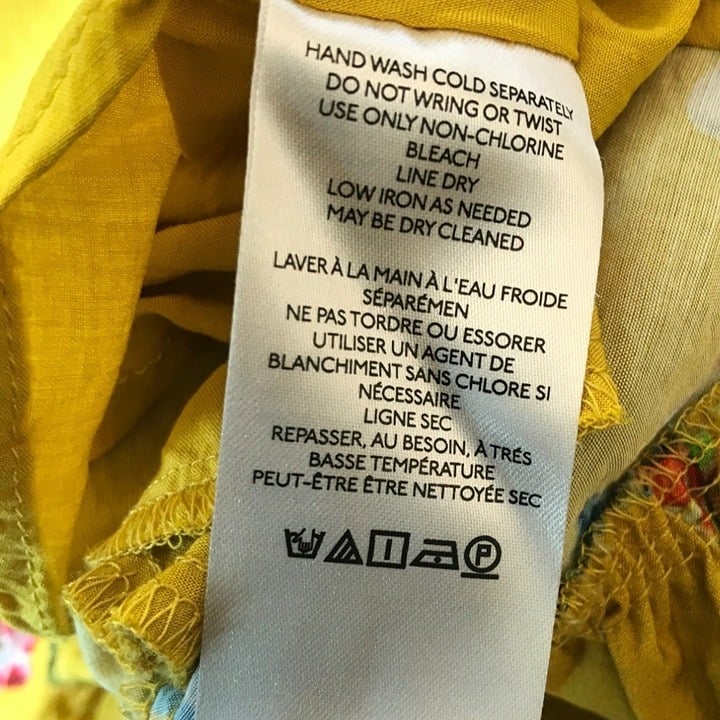 HAND WASH COLD SEPARATELY
DO NOT WRING OR TWIST
USE ONLY NON-CHLORINE
BLEACH
LINE DRY
LOW IRON AS NEEDED
MAY BE DRY CLEANED
LAVER À LA MAIN À L'EAU FROIDE
SÉPARÉMEN
NE PAS TORDRE OU ESSORER
UTILISER UN AGENT DE
BLANCHIMENT SANS CHLORE SI
NÉCESSAIRE
LIGNE SEC
REPASSER, AU BESOIN, À TRÉS
BASSE TEMPÉRATURE
PEUT-ÊTRE ÊTRE NETTOYÉE SEC
P